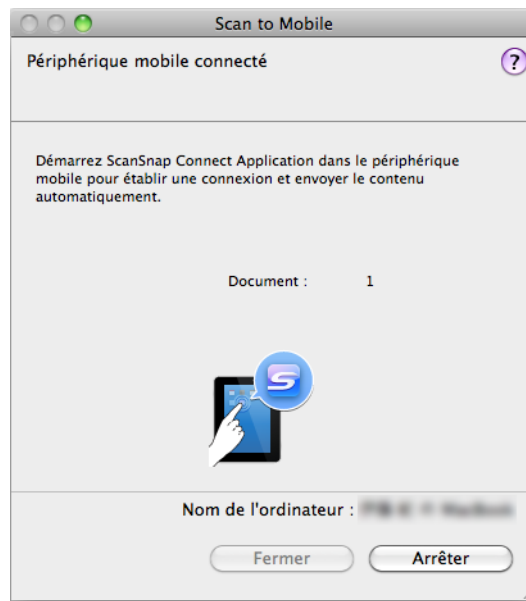 Scan to Mobile
Périphérique mobile connecté
?
Démarrez ScanSnap Connect Application dans le périphérique
mobile pour établir une connexion et envoyer le contenu
automatiquement.
Document : 1
S
Nom de l'ordinateur :
Fermer Arrêter